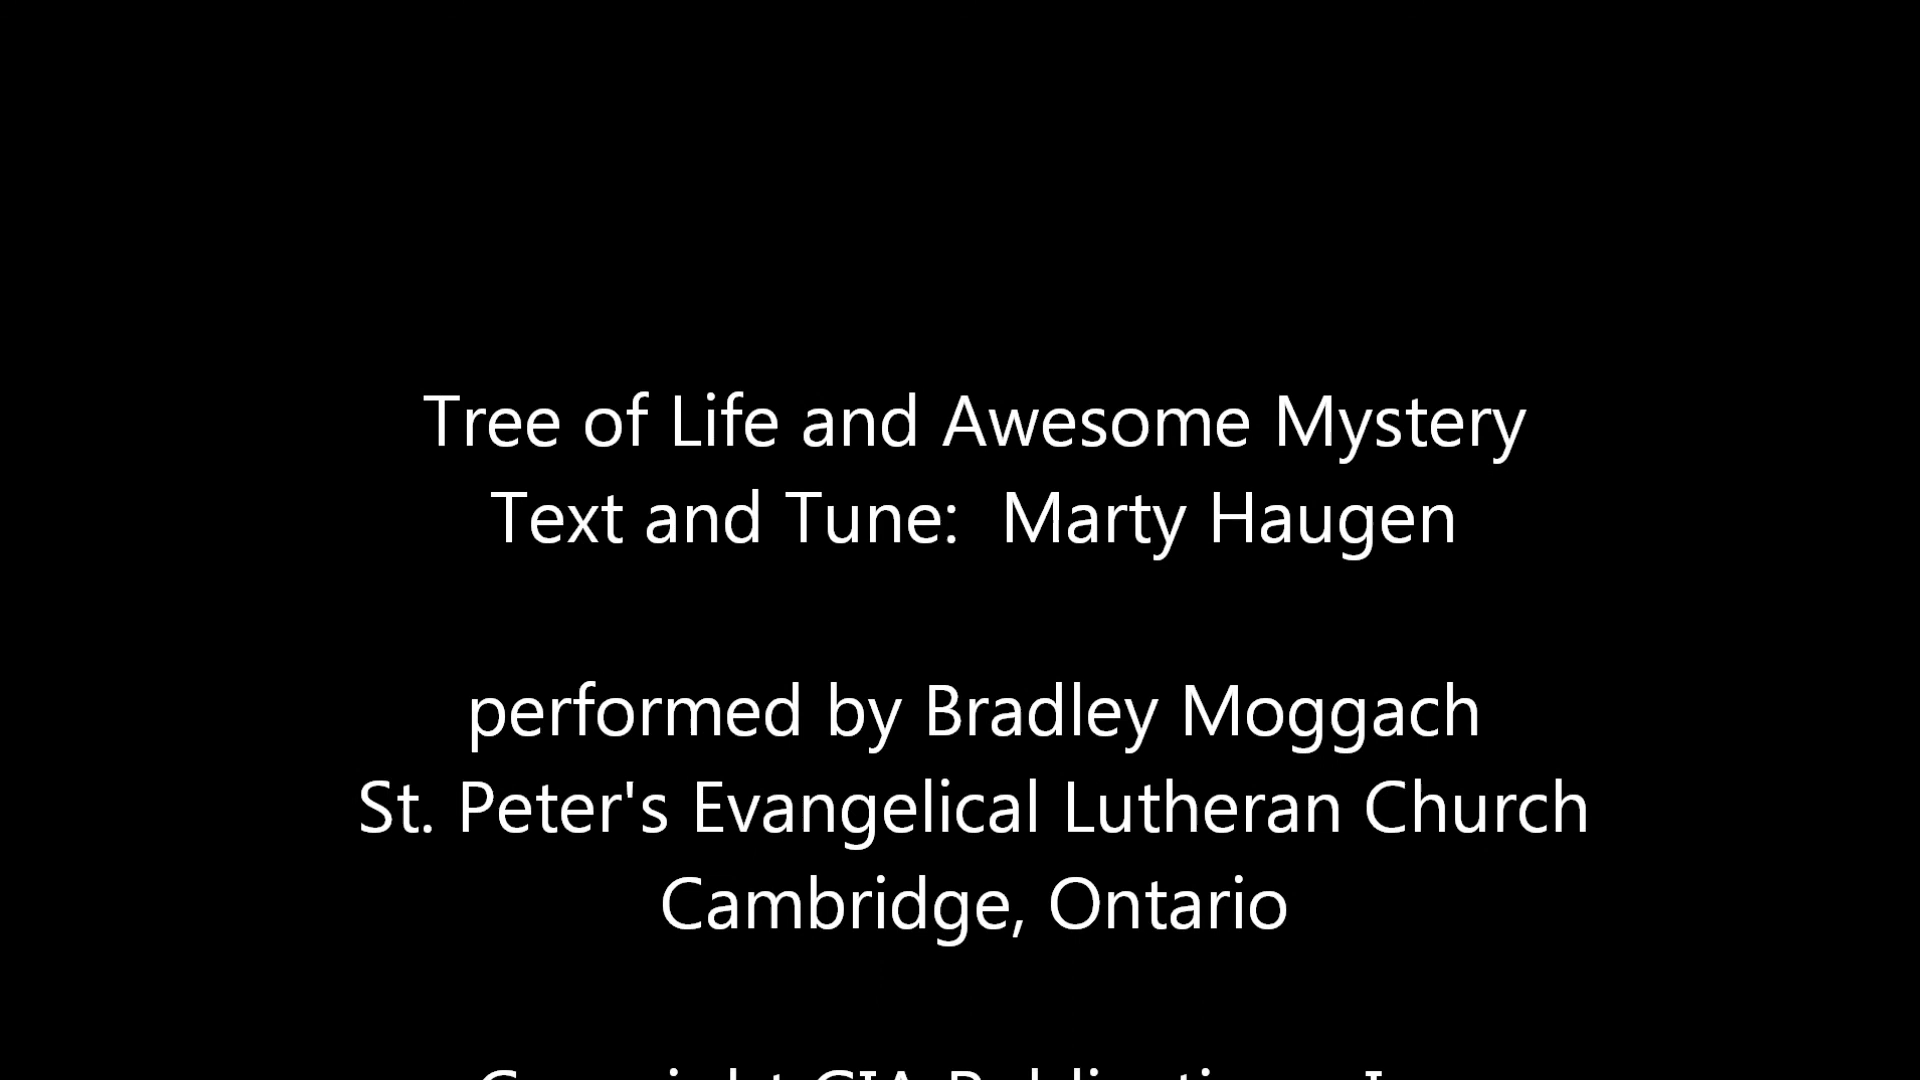 Tree of Life and Awesome Mystery
Text and Tune:  Marty Haugen
performed by Bradley Moggach
St. Peter's Evangelical Lutheran Church
Cambridge, Ontario